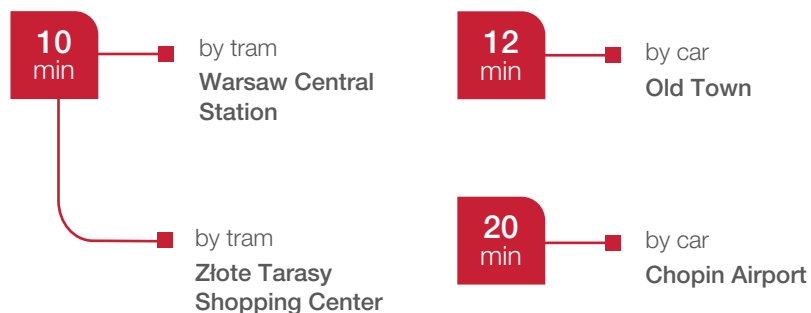 10
min
by tram
Warsaw Central
Station
by tram
Złote Tarasy
Shopping Center
12
min
by car
Old Town
20
min
by car
Chopin Airport